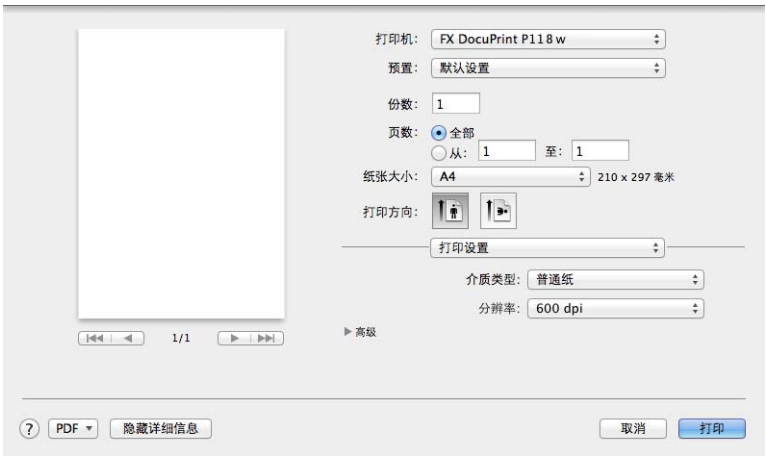 打印机: FX DocuPrint P118 w
预置: 默认设置
份数: 1
页数: 全部
从: 1 至: 1
纸张大小: A4 210 x 297 毫米
打印方向:
打印设置
介质类型: 普通纸
分辨率: 600 dpi
高级
1/1
? PDF 隐藏详细信息 取消 打印